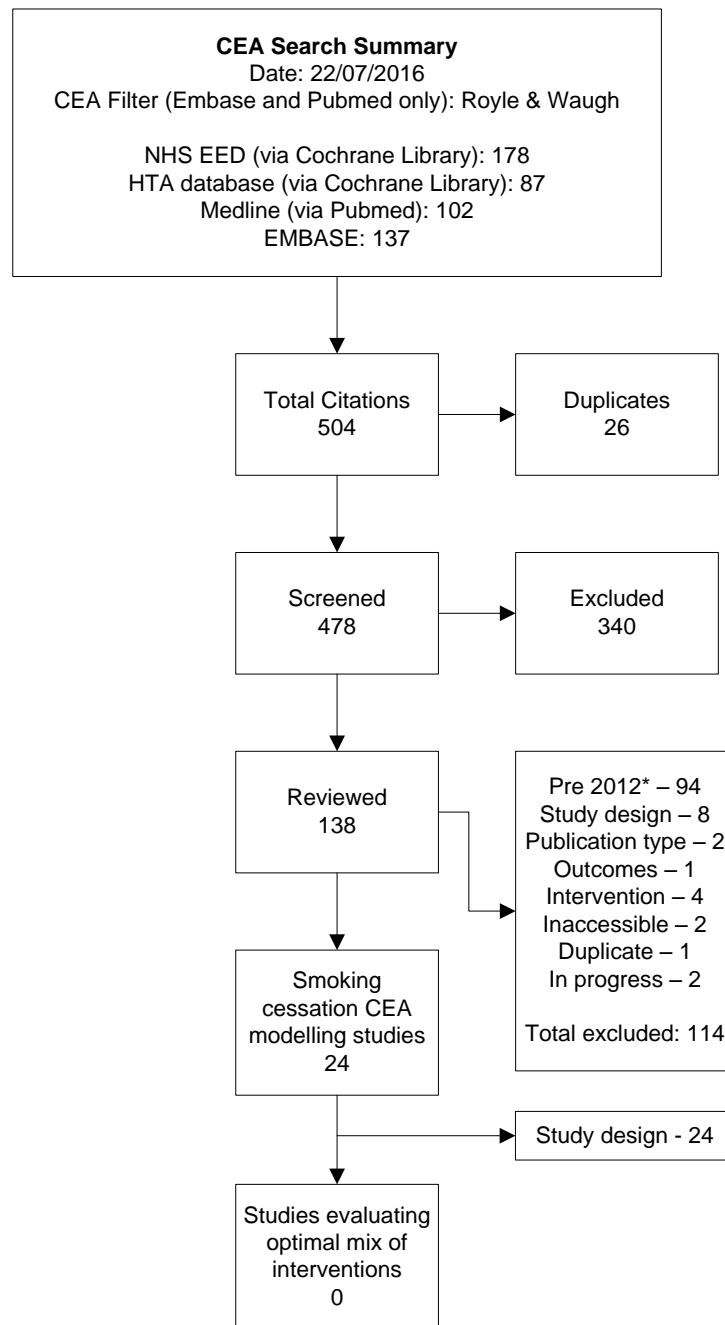 CEA Search Summary
Date: 22/07/2016
CEA Filter (Embase and Pubmed only): Royle & Waugh
NHS EED (via Cochrane Library): 178
HTA database (via Cochrane Library): 87
Medline (via Pubmed): 102
EMBASE: 137
Total Citations
504
Duplicates
26
Screened
478
Excluded
340
Reviewed
138
Pre 2012* – 94
Study design – 8
Publication type – 2
Outcomes – 1
Intervention – 4
Inaccessible – 2
Duplicate – 1
In progress – 2
Total excluded: 114
Smoking
cessation CEA
modelling studies
24
Study design - 24
Studies evaluating
optimal mix of
interventions
0